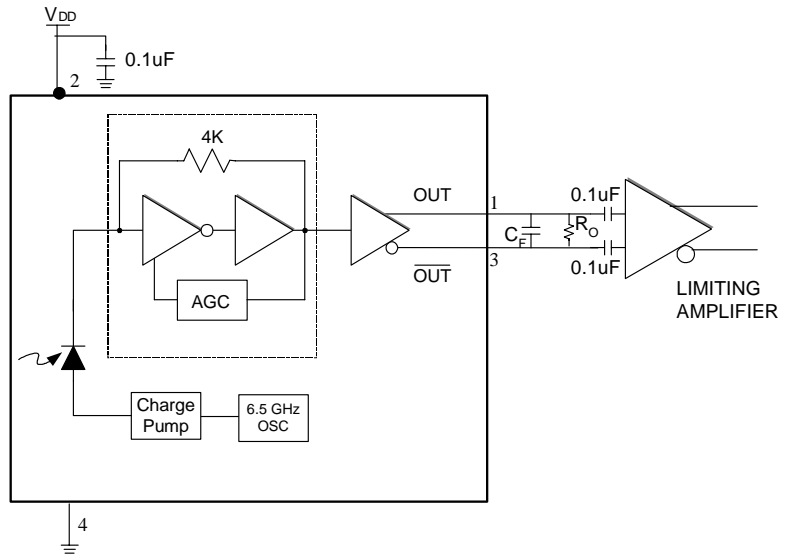 VDD
0.1uF
2
4K
OUT
1
0.1uF
CF
RO
3
OUT
0.1uF
AGC
LIMITING
AMPLIFIER
Charge
Pump
6.5 GHz
OSC
4